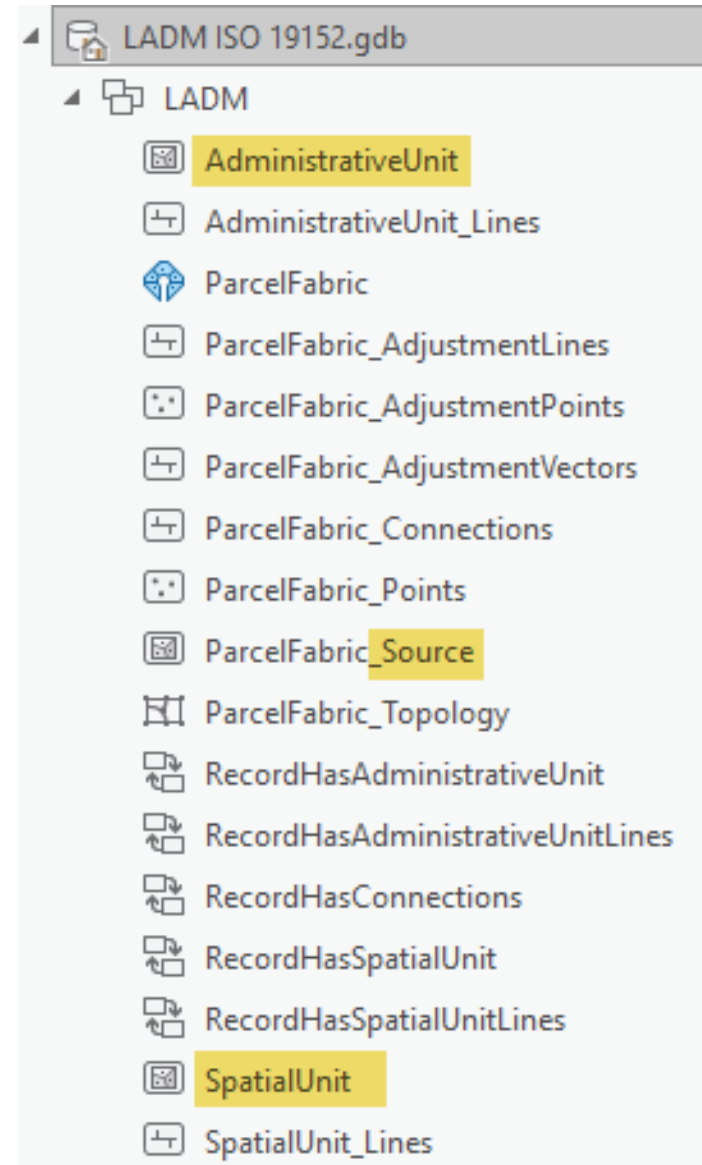 LADM ISO 19152.gdb
LADM
AdministrativeUnit
AdministrativeUnit_Lines
ParcelFabric
ParcelFabric_AdjustmentLines
ParcelFabric_AdjustmentPoints
ParcelFabric_AdjustmentVectors
ParcelFabric_Connections
ParcelFabric_Points
ParcelFabric_Source
ParcelFabric_Topology
RecordHasAdministrativeUnit
RecordHasAdministrativeUnitLines
RecordHasConnections
RecordHasSpatialUnit
RecordHasSpatialUnitLines
SpatialUnit
SpatialUnit_Lines